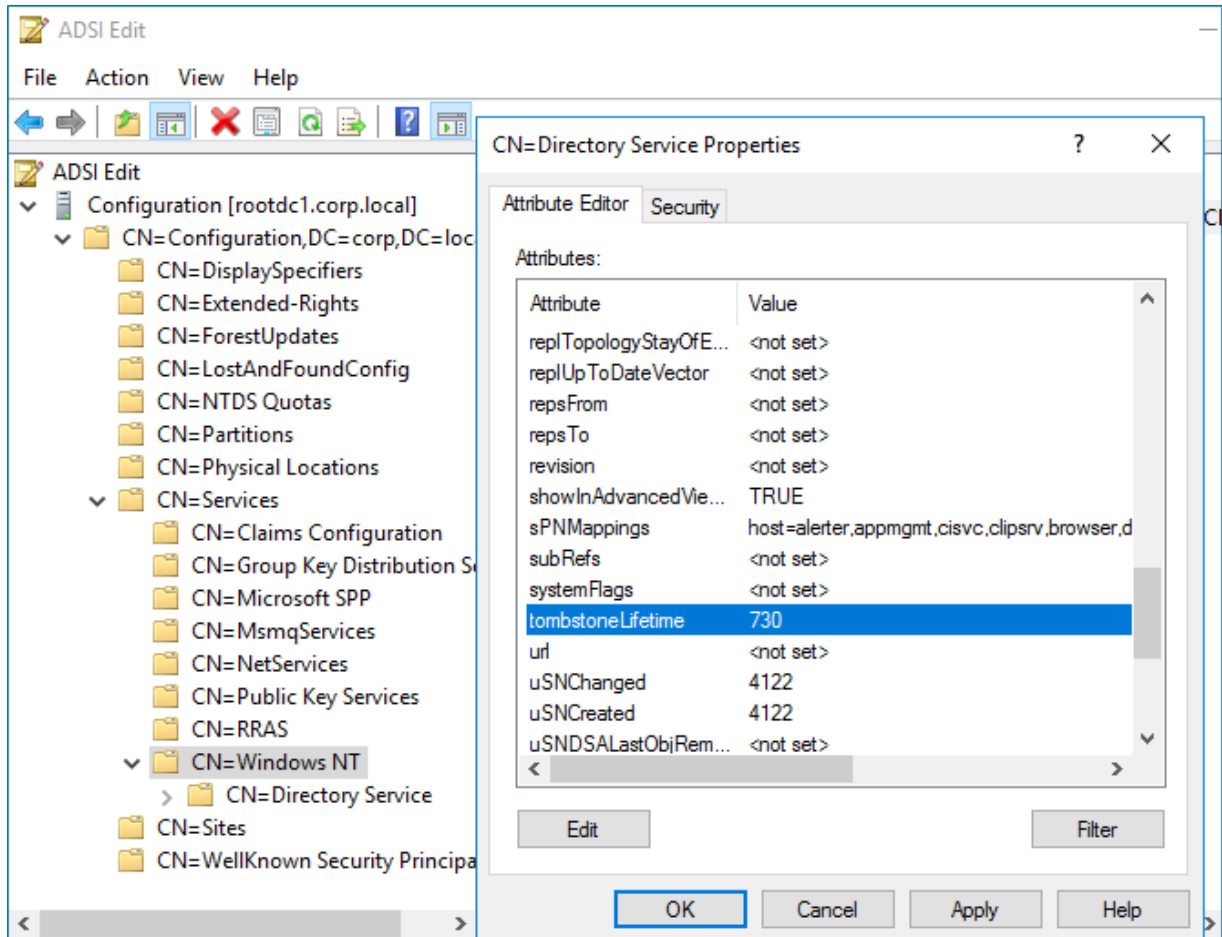 ADSI Edit
File Action View Help
ADSI Edit
Configuration [rootdc1.corp.local]
CN=Configuration,DC=corp,DC=loc
CN=DisplaySpecifiers
CN=Extended-Rights
CN=ForestUpdates
CN=LostAndFoundConfig
CN=NTDS Quotas
CN=Partitions
CN=Physical Locations
CN=Services
CN=Claims Configuration
CN=Group Key Distribution Se
CN=Microsoft SPP
CN=MsmqServices
CN=NetServices
CN=Public Key Services
CN=RRAS
CN=Windows NT
CN=Directory Service
CN=Sites
CN=WellKnown Security Principa
CN=Directory Service Properties ?
Attribute Editor Security
Attributes:
Attribute Value
replTopologyStayOfE... <not set>
replUpToDateVector <not set>
repsFrom <not set>
repsTo <not set>
revision <not set>
showInAdvancedVie... TRUE
sPNMappings host=alerter,appmgmt,cisvc,clipsrv,browser,d
subRefs <not set>
systemFlags <not set>
tombstoneLifetime 730
url <not set>
uSNChanged 4122
uSNCreated 4122
uSNDSALastObjRem... <not set>
Edit Filter
OK Cancel Apply Help